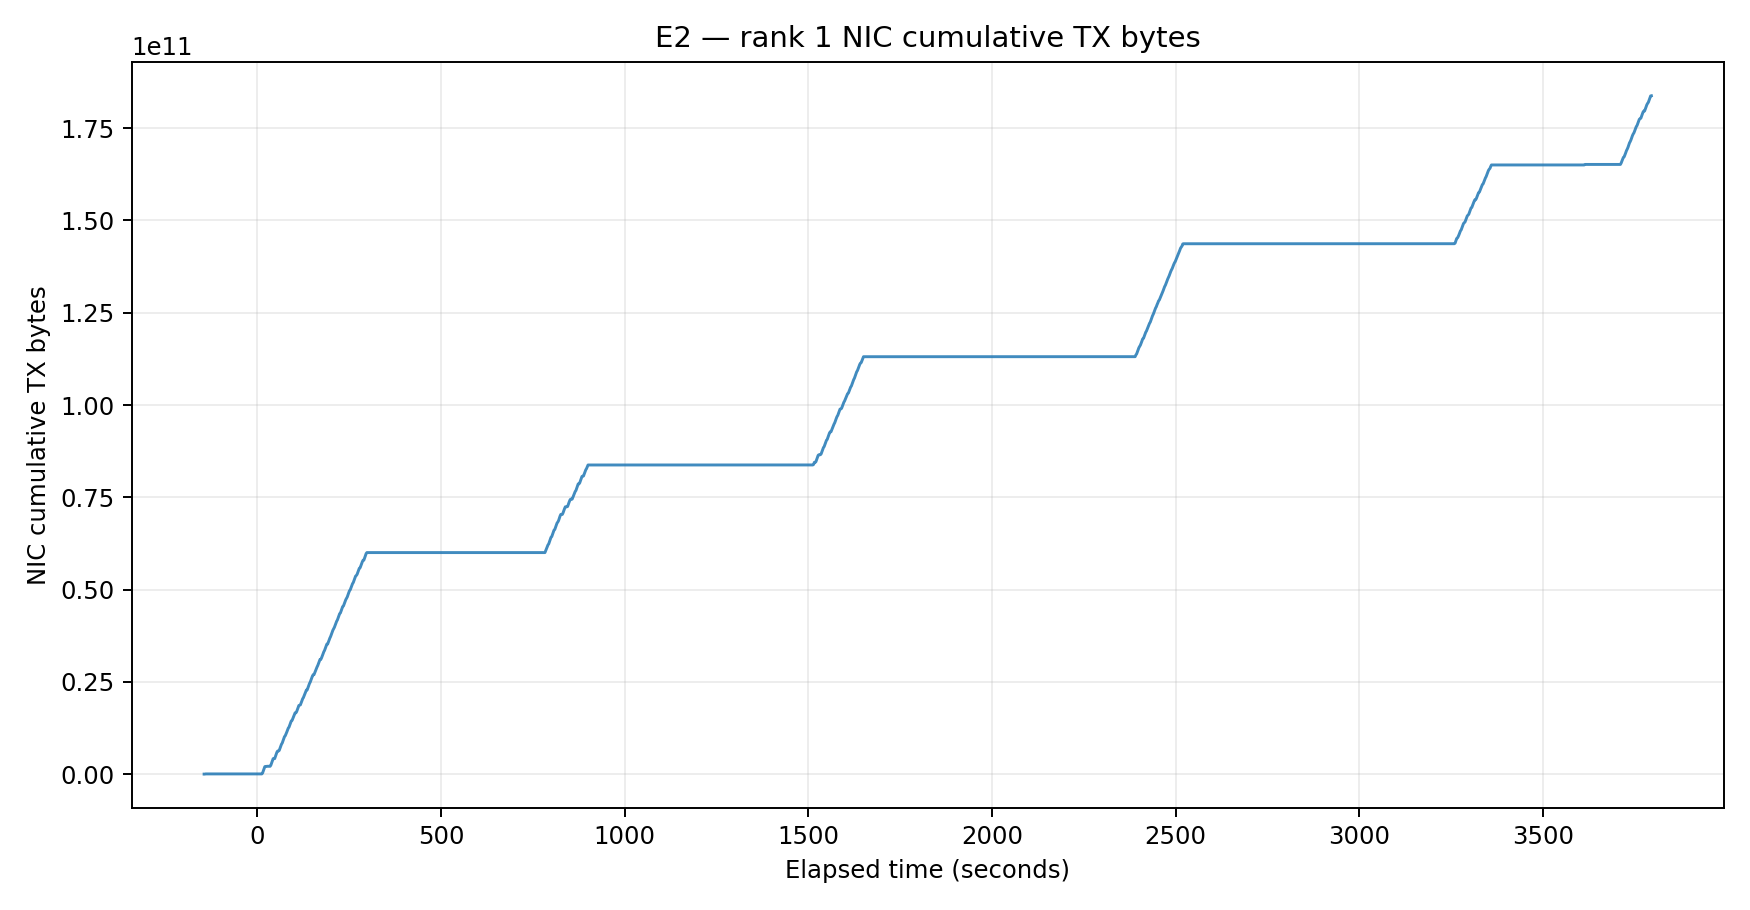 E2 — rank 1 NIC cumulative TX bytes
1e11
1.75
1.50
1.25
1.00
0.75
0.50
0.25
0.00
NIC cumulative TX bytes
0 500 1000 1500 2000 2500 3000 3500
Elapsed time (seconds)